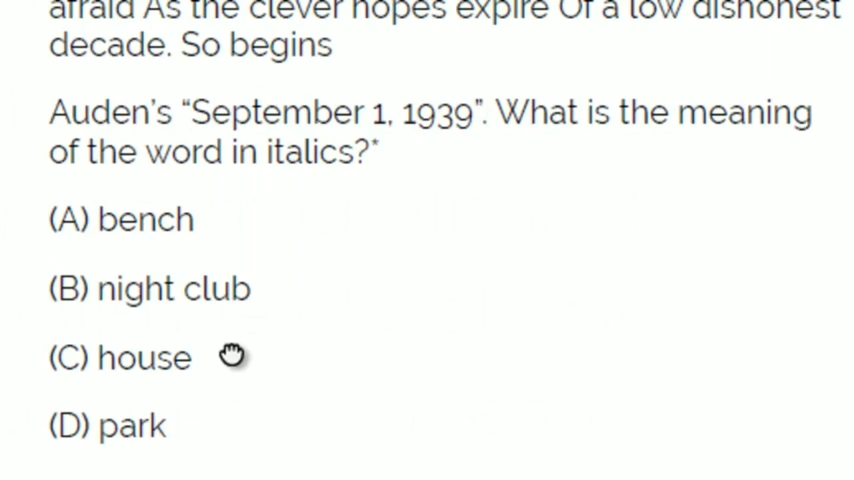 afraid As the clever hopes expire Of a low dishonest
decade. So begins
Auden's “September 1, 1939”. What is the meaning
of the word in italics?*
(A) bench
(B) night club
(C) house
(D) park